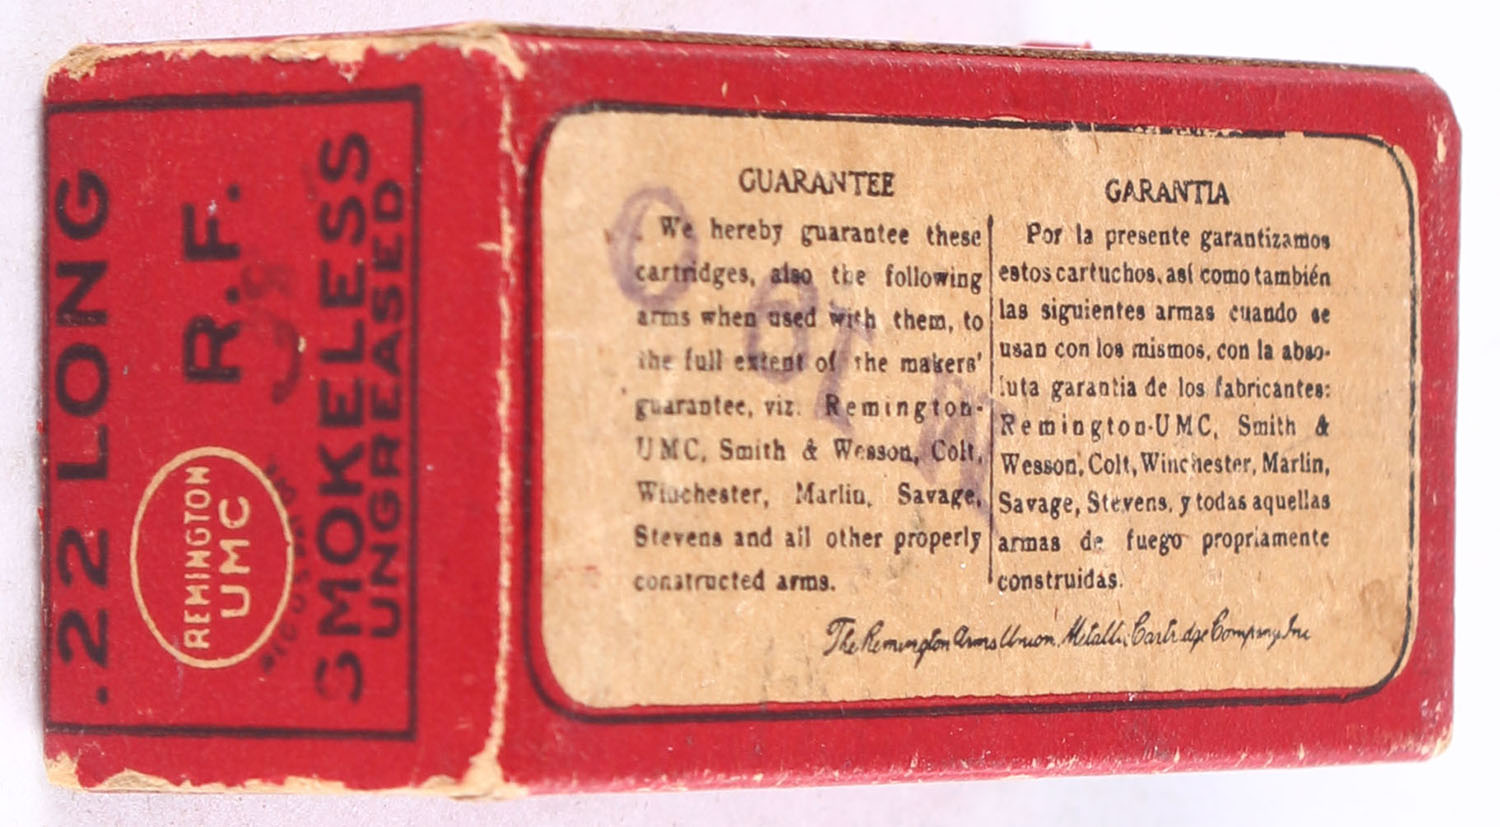 .22 LONG
R.F.
REMINGTON
UMC
SMOKELESS
UNGREASED
GUARANTEE
We hereby guarantee these
cartridges, also the following
arms when used with them, to
the full extent of the makers'
guarantee, viz: Remington-
UMC, Smith & Wesson, Colt,
Winchester, Marlin, Savage,
Stevens and all other properly
constructed arms.
GARANTIA
Por la presente garantizamos
estos cartuchos, así como también
las siguientes armas cuando se
usan con los mismos, con la abso-
luta garantia de los fabricantes:
Remington-UMC, Smith &
Wesson, Colt, Winchester, Marlin,
Savage, Stevens, y todas aquellas
armas de fuego propriamente
construidas.
The Remington Arms Union Metallic Cartridge Company, Inc